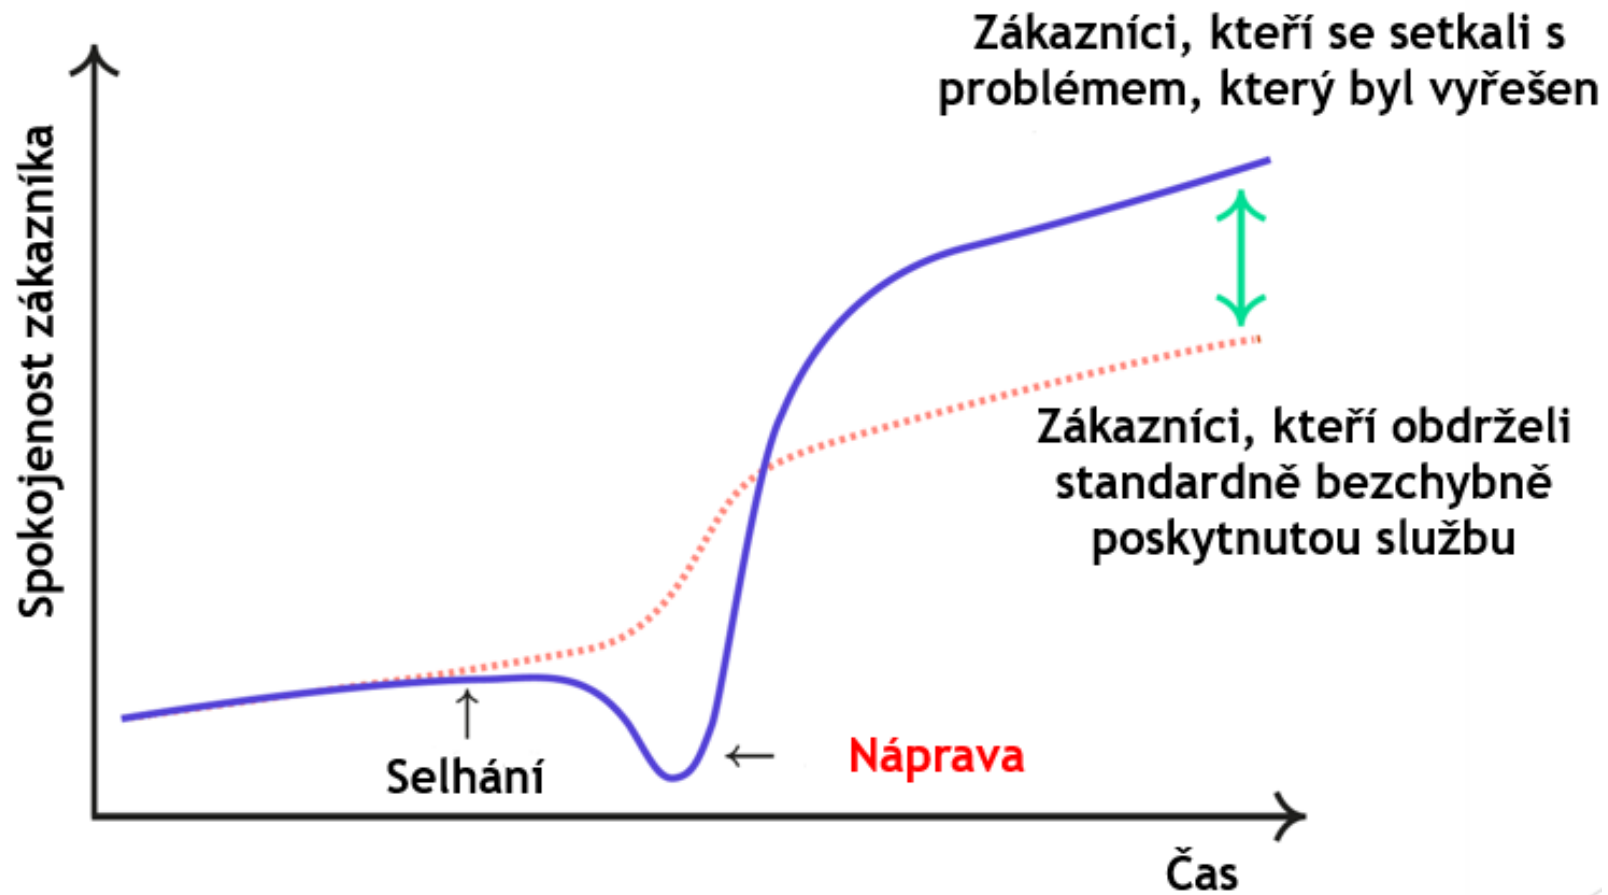 Zákazníci, kteří se setkali s
problémem, který byl vyřešen
Spokojenost zákazníka
Zákazníci, kteří obdrželi
standardně bezchybně
poskytnutou službu
Selhání
Náprava
Čas